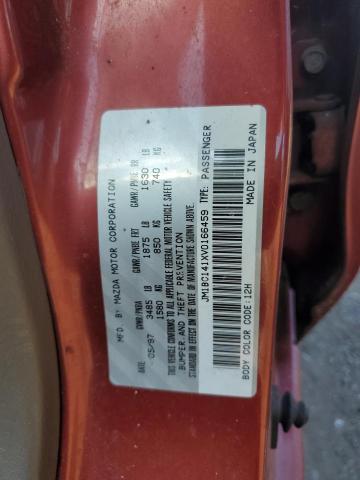 MFD. BY MAZDA MOTOR CORPORATION
GVWR/PNBA GAWR/PNBE FRT GAWR/PNBE RR
DATE: 05/97 3485 LB 1875 LB 1630 LB
1580 KG 850 KG 740 KG
THIS VEHICLE CONFORMS TO ALL APPLICABLE FEDERAL MOTOR VEHICLE SAFETY,
BUMPER,AND THEFT PREVENTION
STANDARDS IN EFFECT ON THE DATE OF MANUFACTURE SHOWN ABOVE.
JM1BC141XV0166459 TYPE: PASSENGER
BODY COLOR CODE:12H MADE IN JAPAN